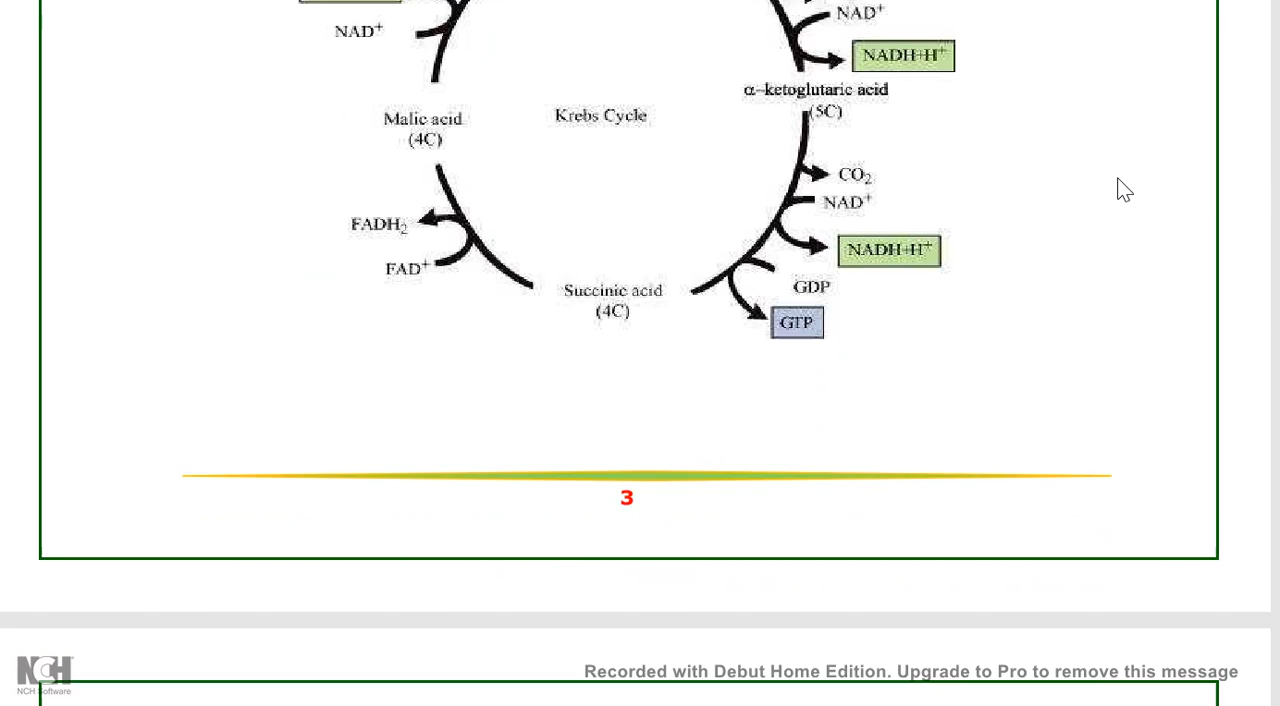 NAD+
NAD+
NADH+H+
α-ketoglutaric acid
(5C)
Malic acid
(4C)
Krebs Cycle
CO2
NAD+
FADH2
NADH+H+
FAD+
Succinic acid
(4C)
GDP
GTP
3
NCH
NCH Software
Recorded with Debut Home Edition. Upgrade to Pro to remove this message